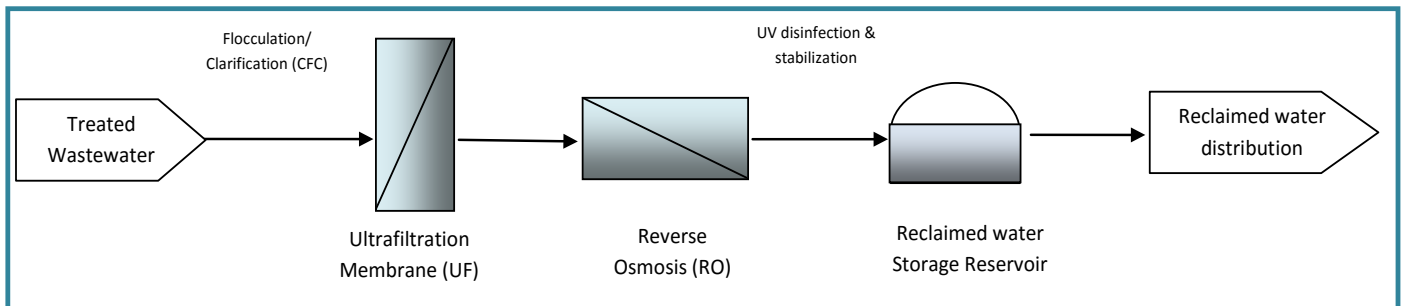 Flocculation/
Clarification (CFC)
UV disinfection &
stabilization
Treated
Wastewater
Reclaimed water
distribution
Ultrafiltration
Membrane (UF)
Reverse
Osmosis (RO)
Reclaimed water
Storage Reservoir